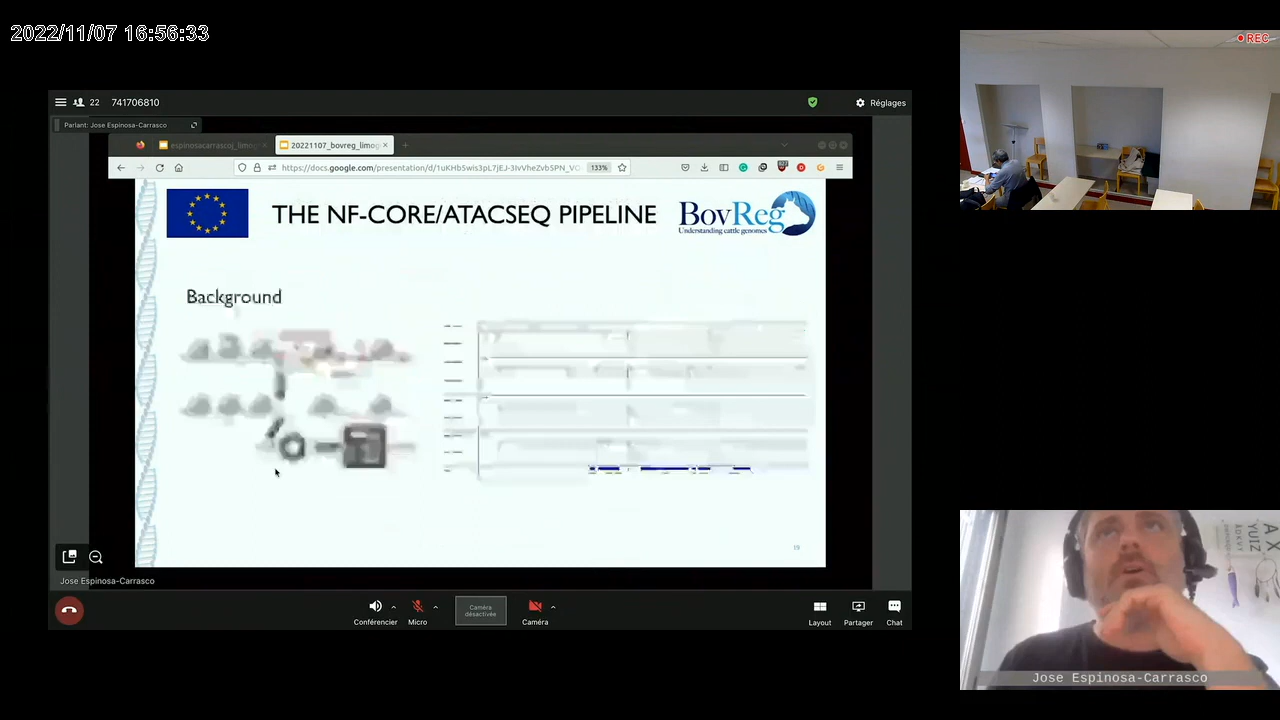 2022/11/07 16:56:33
REC
22
741706810
Réglages
Parlant: Jose Espinosa-Carrasco
espinosacarrascoj_limog
20221107_bovreg_limog
https://docs.google.com/presentation/d/
133%
THE NF-CORE/ATACSEQ PIPELINE
BovReg
Understanding cattle genomes
Background
19
Jose Espinosa-Carrasco
Conférencier
Micro
Caméra
désactivée
Caméra
Layout
Partager
Chat
Jose Espinosa-Carrasco